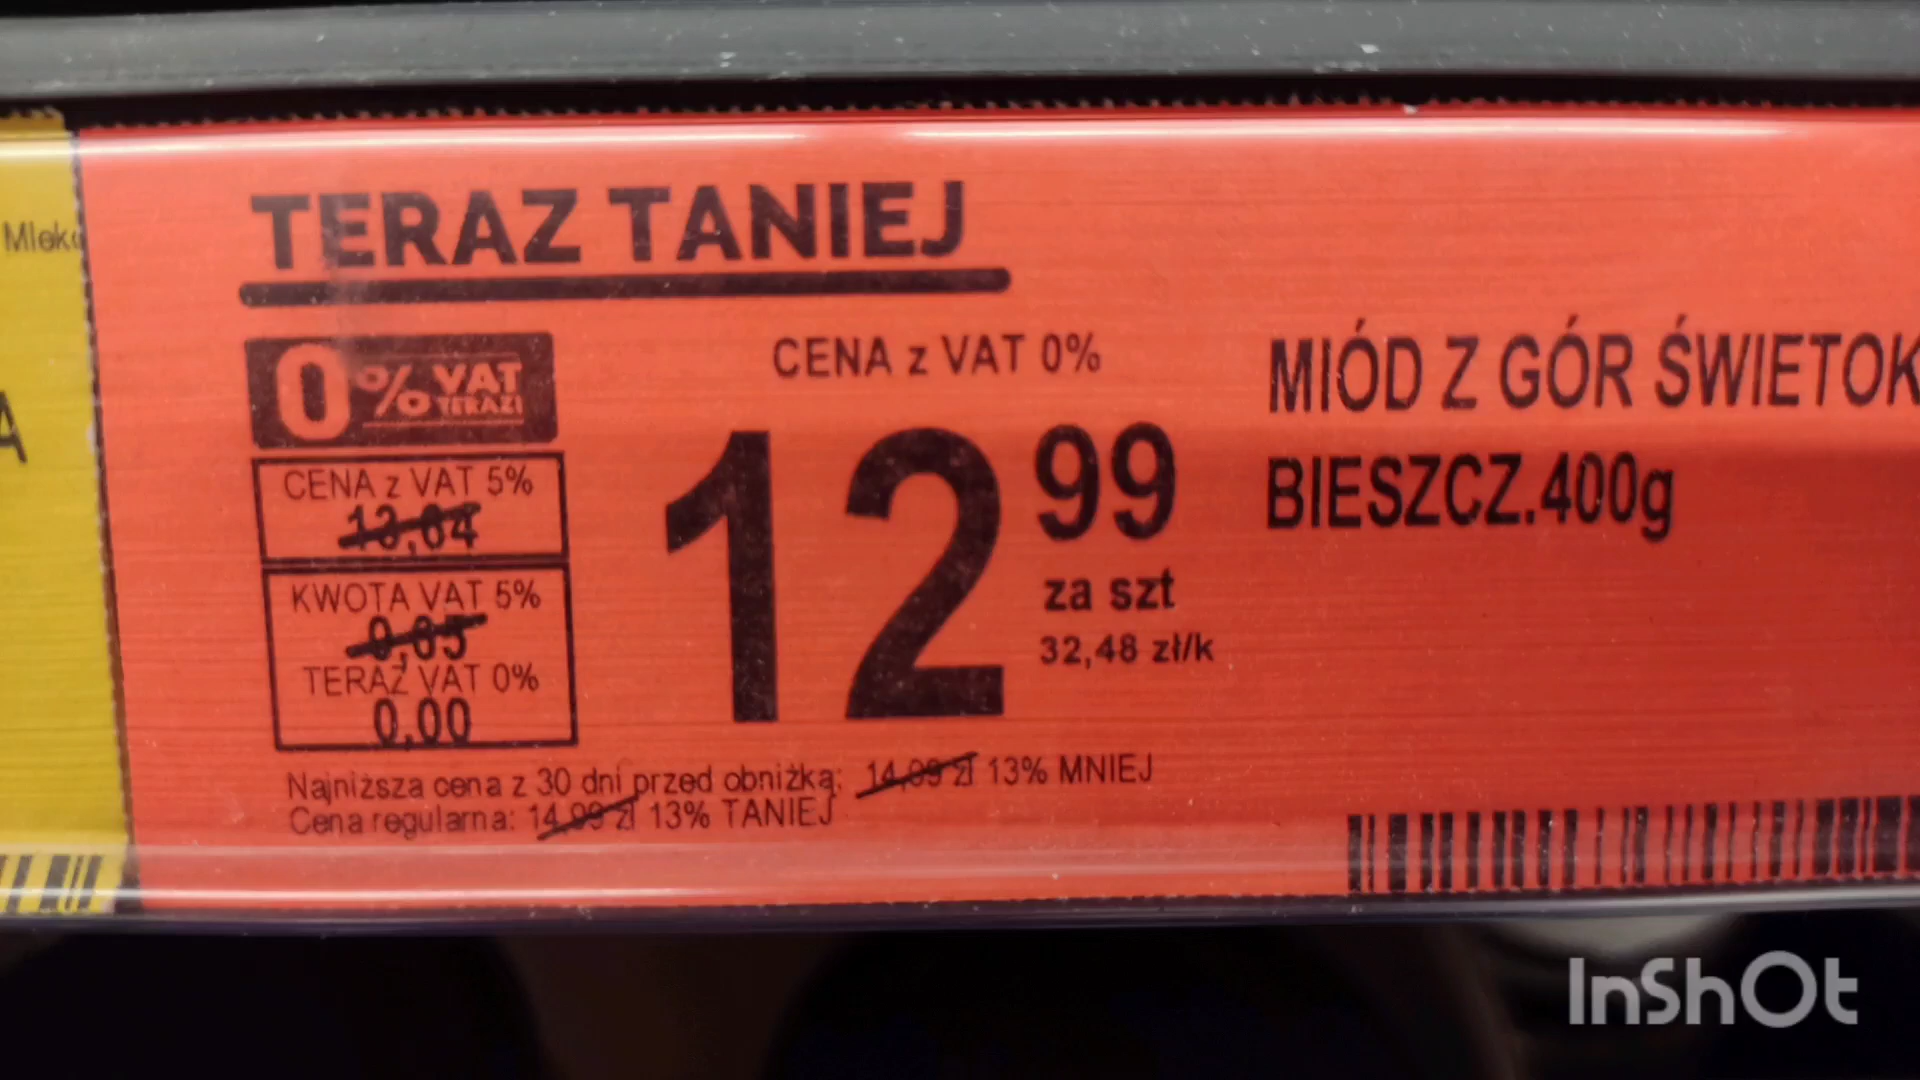 Mleko
A
TERAZ TANIEJ
0% VAT
TERAZ!
CENA z VAT 5%
13,64
KWOTA VAT 5%
0,65
TERAZ VAT 0%
0,00
CENA z VAT 0%
12 99
za szt
32,48 zł/k
MIÓD Z GÓR ŚWIETOK
BIESZCZ.400g
Najniższa cena z 30 dni przed obniżką: 14,99 zł 13% MNIEJ
Cena regularna: 14,99 zł 13% TANIEJ
InShOt